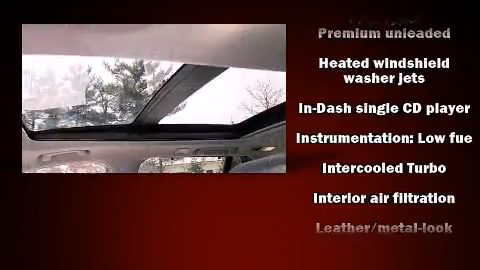 Premium unleaded
Heated windshield
washer jets
In-Dash single CD player
Instrumentation: Low fue
Intercooled Turbo
Interior air filtration
Leather/metal-look